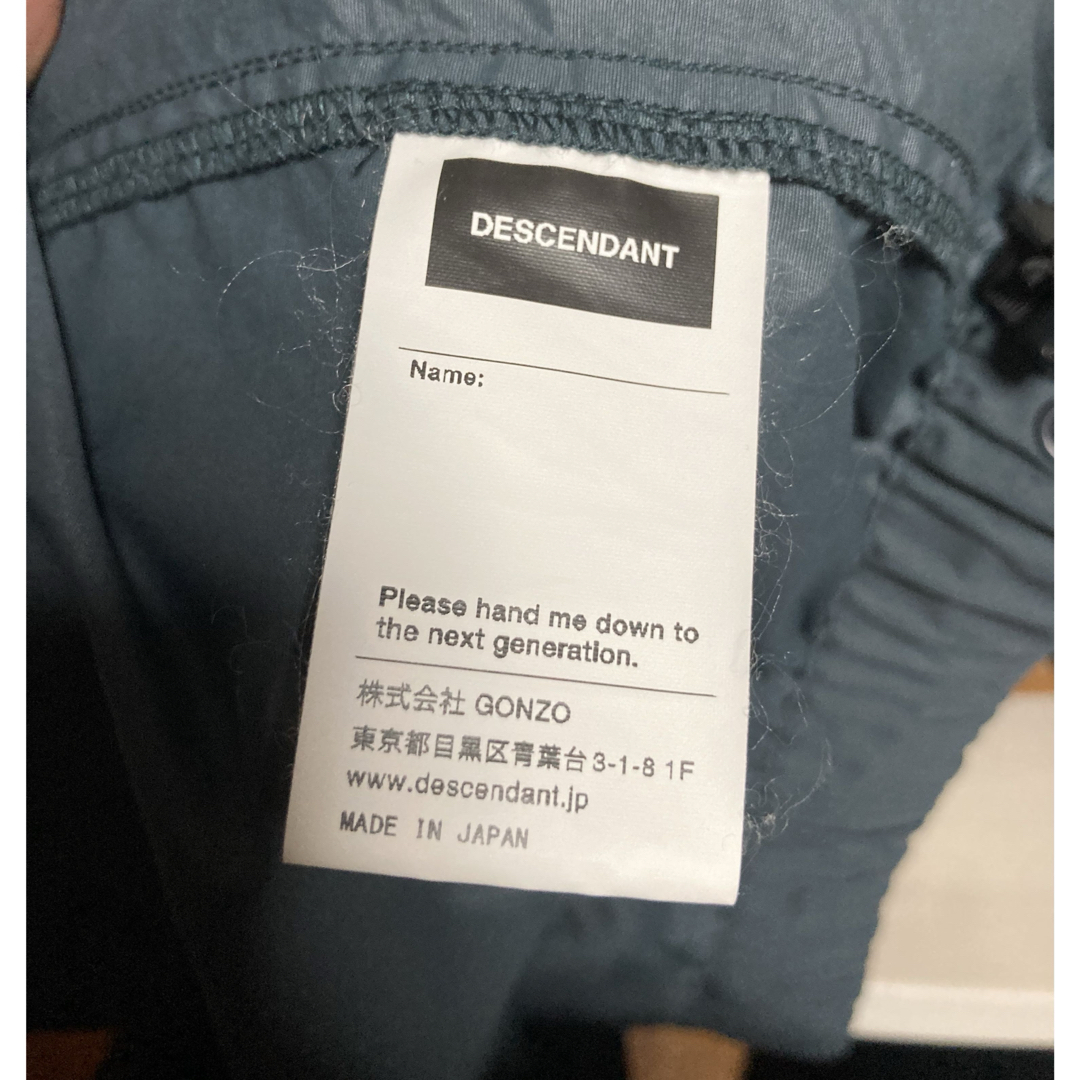 DESCENDANT
Name:
Please hand me down to
the next generation.
株式会社 GONZO
東京都目黒区青葉台3-1-8 1F
www.descendant.jp
MADE IN JAPAN